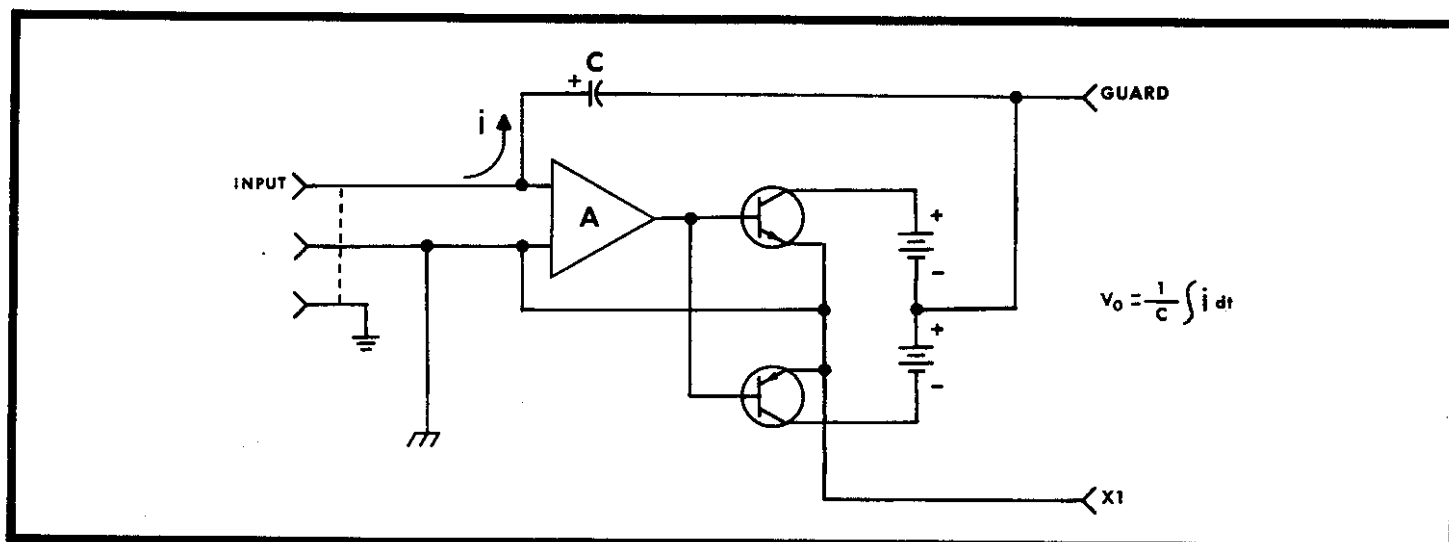 C
+
GUARD
i
INPUT
A
+
-
V₀ = 1/C ∫ i dt
+
-
X1